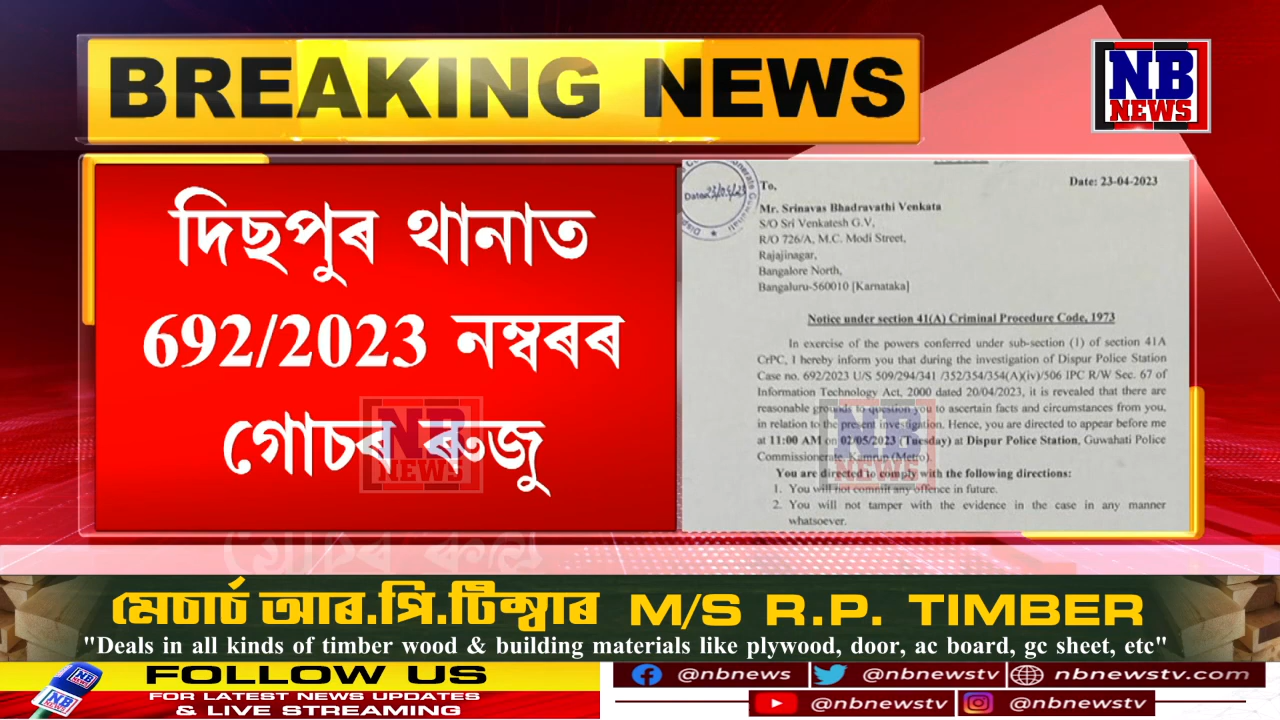 BREAKING NEWS
NB
NEWS
দিছপুৰ থানাত
692/2023 নম্বৰৰ
গোচৰ ৰুজু
Date: 23-04-2023
To,
Mr. Srinavas Bhadravathi Venkata
S/O Sri Venkatesh G.V,
R/O 726/A, M.C. Modi Street,
Rajajinagar,
Bangalore North,
Bangaluru-560010 [Karnataka]
Notice under section 41(A) Criminal Procedure Code, 1973
In exercise of the powers conferred under sub-section (1) of section 41A
CrPC, I hereby inform you that during the investigation of Dispur Police Station
Case no. 692/2023 U/S 509/294/341 /352/354/354(A)(iv)/506 IPC R/W Sec. 67 of
Information Technology Act, 2000 dated 20/04/2023, it is revealed that there are
reasonable grounds to question you to ascertain facts and circumstances from you,
in relation to the present investigation. Hence, you are directed to appear before me
at 11:00 AM on 02/05/2023 (Tuesday) at Dispur Police Station, Guwahati Police
Commissionerate, Kamrup (Metro).
You are directed to comply with the following directions:
1. You will not commit any offence in future.
2. You will not tamper with the evidence in the case in any manner
whatsoever.
NB
NEWS
NB
NEWS
মেচাৰ্চ আৰ.পি.টিম্বাৰ M/S R.P. TIMBER
"Deals in all kinds of timber wood & building materials like plywood, door, ac board, gc sheet, etc"
NB
NEWS
FOLLOW US
FOR LATEST NEWS UPDATES
& LIVE STREAMING
@nbnews @nbnewstv nbnewstv.com
@nbnewstv @nbnewstv